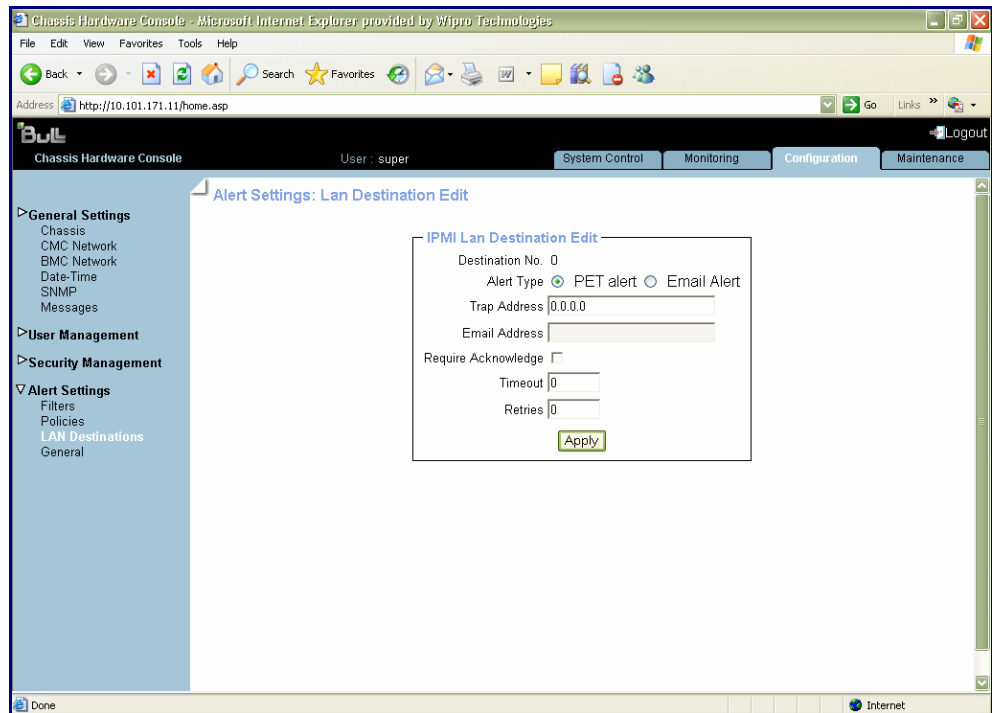 Chassis Hardware Console - Microsoft Internet Explorer provided by Wipro Technologies
File Edit View Favorites Tools Help
Back Search Favorites
Address http://10.101.171.11/home.asp Go Links »
Bull Logout
Chassis Hardware Console User : super System Control Monitoring Configuration Maintenance
Alert Settings: Lan Destination Edit
General Settings
Chassis
CMC Network
BMC Network
Date-Time
SNMP
Messages
User Management
Security Management
Alert Settings
Filters
Policies
LAN Destinations
General
IPMI Lan Destination Edit
Destination No. 0
Alert Type PET alert Email Alert
Trap Address 0.0.0.0
Email Address
Require Acknowledge
Timeout 0
Retries 0
Apply
Done Internet